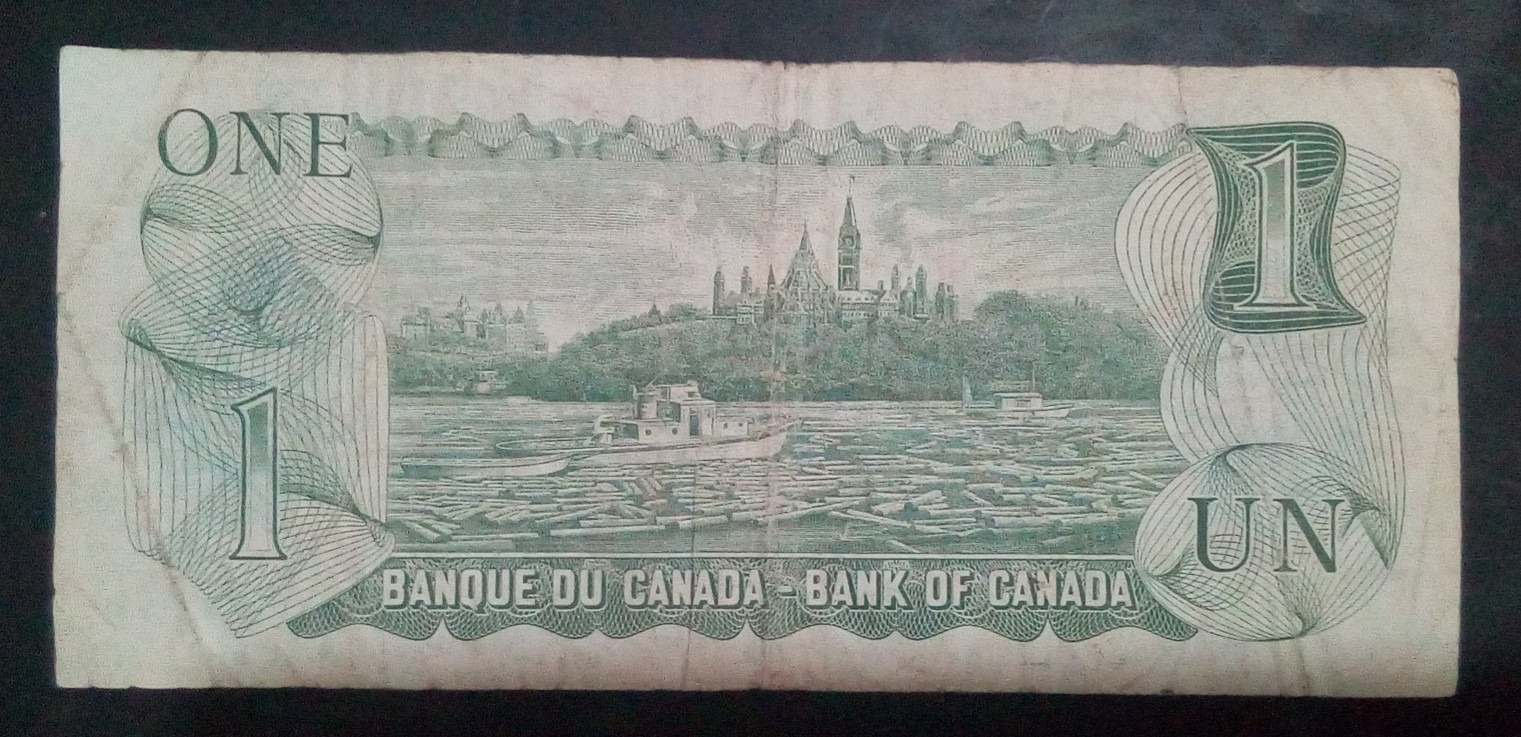 ONE
1
1
UN
BANQUE DU CANADA - BANK OF CANADA